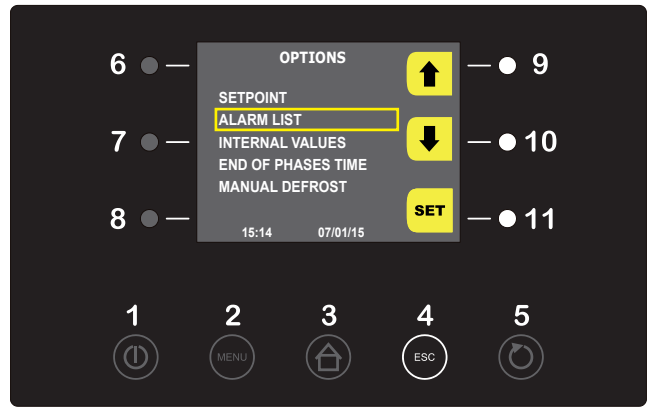 OPTIONS
6
9
SETPOINT
ALARM LIST
7
INTERNAL VALUES
10
END OF PHASES TIME
MANUAL DEFROST
8
SET
11
15:14 07/01/15
1 2 3 4 5
MENU ESC